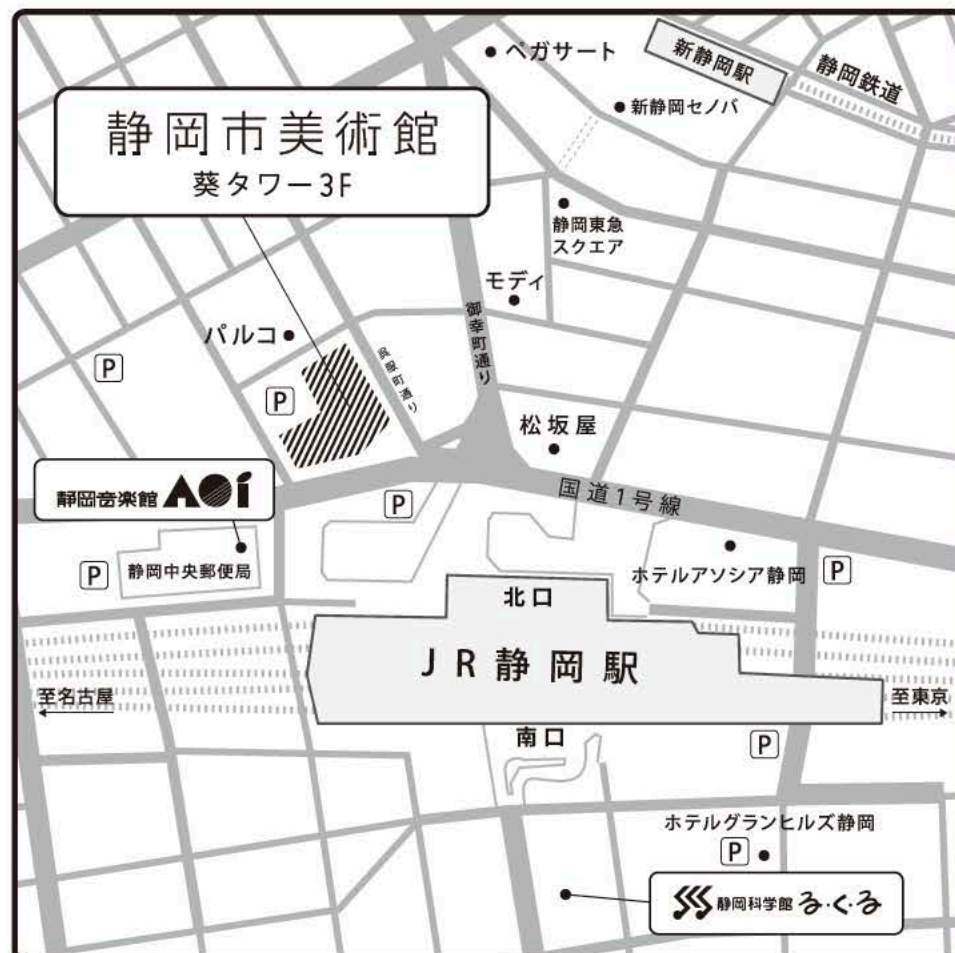 ペガサート
新静岡駅
静岡鉄道
新静岡セノバ
静岡市美術館
葵タワー3F
静岡東急
スクエア
モディ
御幸町通り
パルコ
呉服町通り
P
P
松坂屋
国道1号線
P
静岡音楽館 AOi
静岡中央郵便局
P
ホテルアソシア静岡
P
北口
JR静岡駅
至名古屋
至東京
南口
P
ホテルグランヒルズ静岡
P
静岡科学館 る・く・る